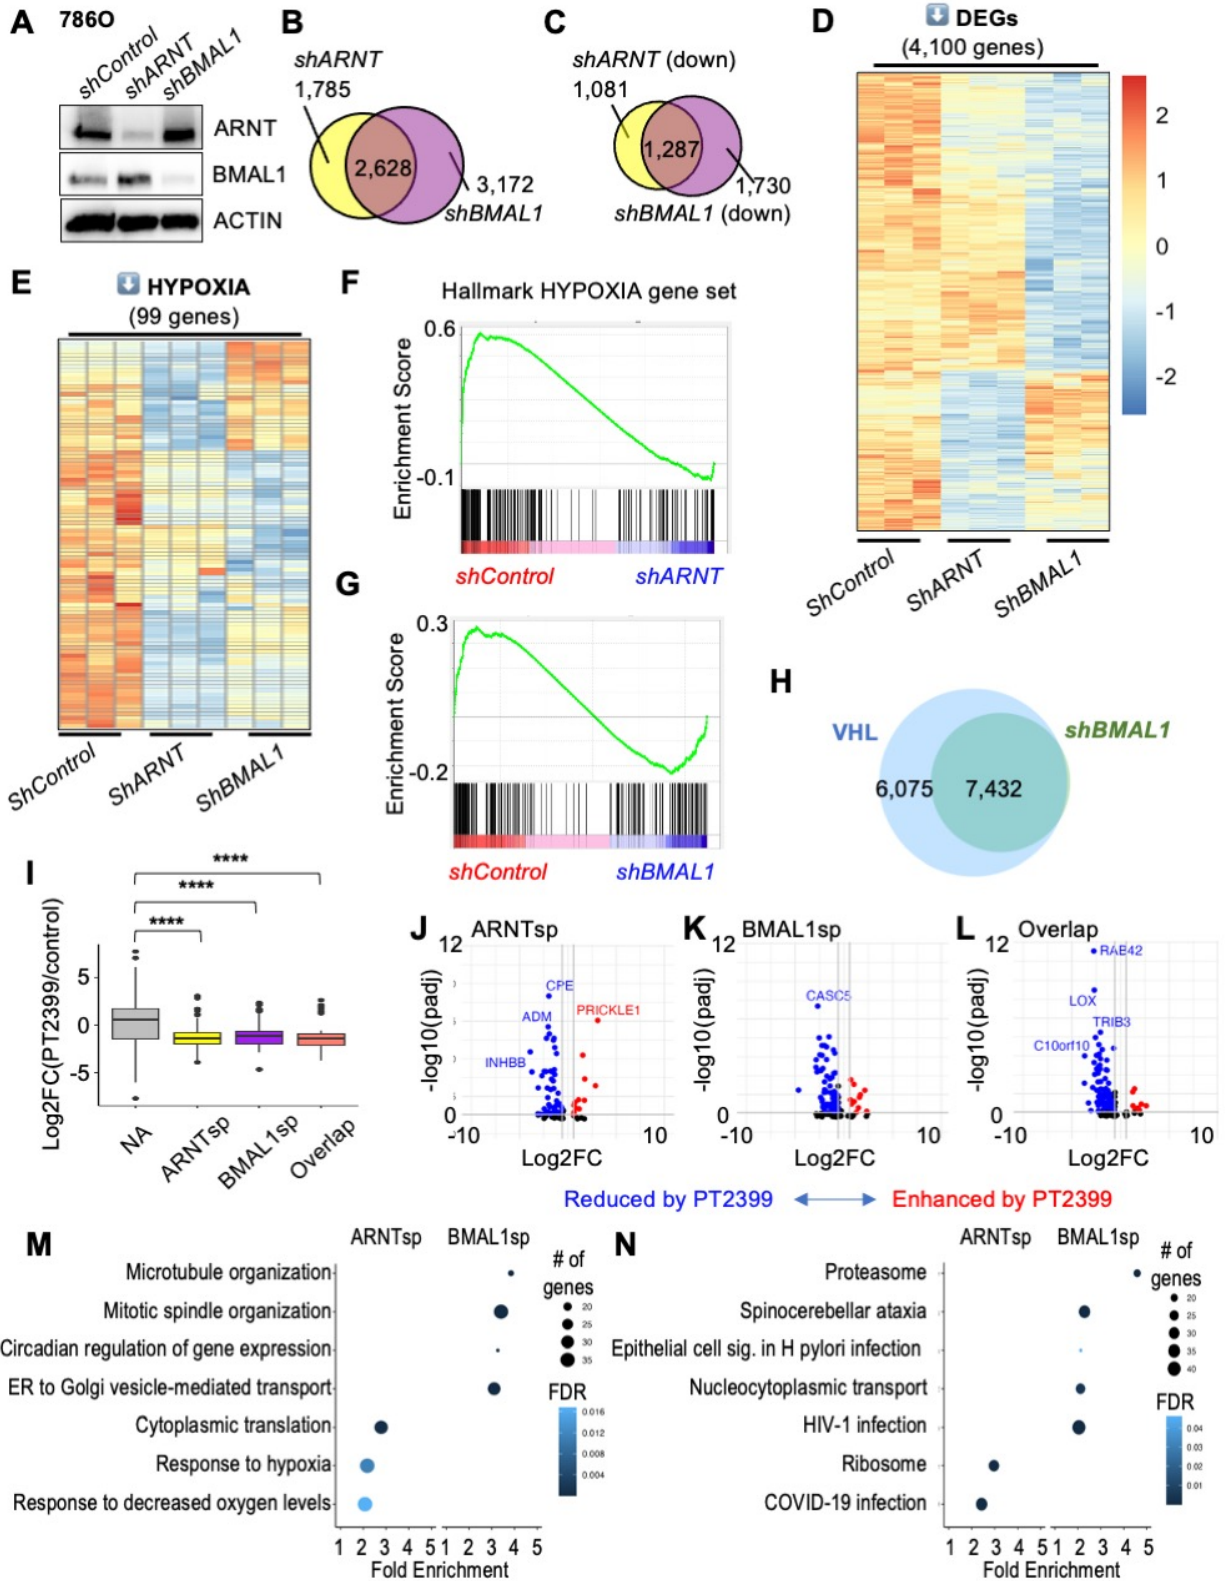 A
786O
shControl
shARNT
shBMAL1
ARNT
BMAL1
ACTIN
B
shARNT
1,785
2,628
3,172
shBMAL1
C
shARNT (down)
1,081
1,287
1,730
shBMAL1 (down)
D
DEGs
(4,100 genes)
2
1
0
-1
-2
ShControl
ShARNT
ShBMAL1
E
HYPOXIA
(99 genes)
ShControl
ShARNT
ShBMAL1
F
Hallmark HYPOXIA gene set
0.6
Enrichment Score
-0.1
shControl
shARNT
G
0.3
Enrichment Score
-0.2
shControl
shBMAL1
H
VHL
shBMAL1
6,075
7,432
I
****
****
****
Log2FC(PT2399/control)
5
0
-5
NA
ARNTsp
BMAL1sp
Overlap
J
ARNTsp
12
-log10(padj)
CPE
PRICKLE1
ADM
INHBB
0
-10
10
Log2FC
K
BMAL1sp
12
-log10(padj)
CASC5
0
-10
10
Log2FC
L
Overlap
12
-log10(padj)
RAB42
LOX
TRIB3
C10orf10
0
-10
10
Log2FC
Reduced by PT2399
Enhanced by PT2399
M
ARNTsp
BMAL1sp
Microtubule organization
Mitotic spindle organization
Circadian regulation of gene expression
ER to Golgi vesicle-mediated transport
Cytoplasmic translation
Response to hypoxia
Response to decreased oxygen levels
1 2 3 4 5
1 2 3 4 5
Fold Enrichment
# of
genes
20
25
30
35
FDR
0.016
0.012
0.008
0.004
N
ARNTsp
BMAL1sp
Proteasome
Spinocerebellar ataxia
Epithelial cell sig. in H pylori infection
Nucleocytoplasmic transport
HIV-1 infection
Ribosome
COVID-19 infection
1 2 3 4 5
1 2 3 4 5
Fold Enrichment
# of
genes
20
25
30
35
40
FDR
0.04
0.03
0.02
0.01